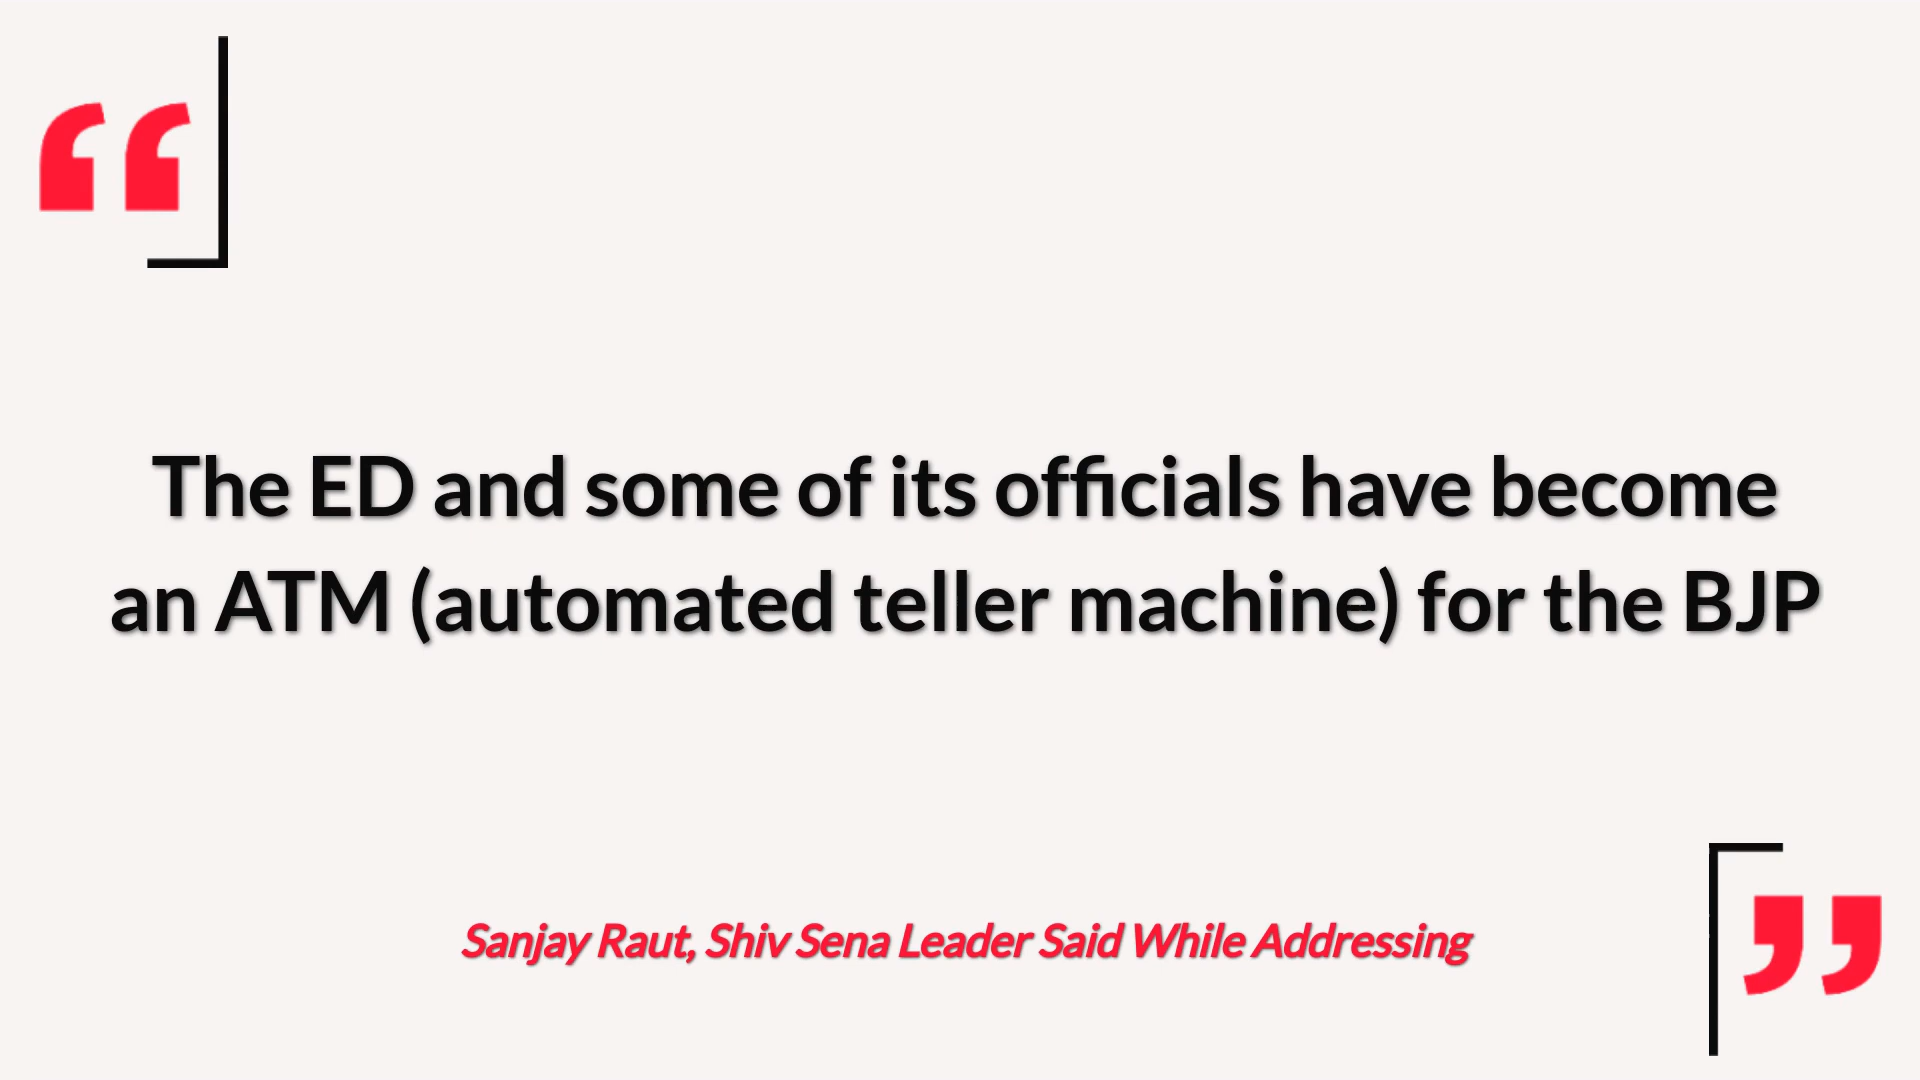 The ED and some of its officials have become
an ATM (automated teller machine) for the BJP
Sanjay Raut, Shiv Sena Leader Said While Addressing